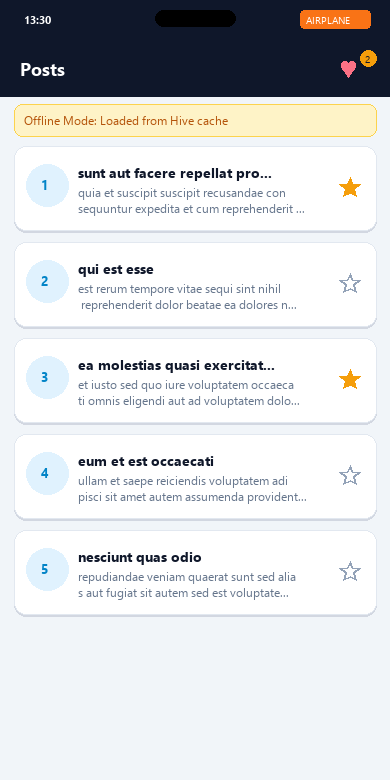 13:30
AIRPLANE
Posts
2
Offline Mode: Loaded from Hive cache
1
sunt aut facere repellat pro...
quia et suscipit suscipit recusandae con
sequuntur expedita et cum reprehenderit ...
2
qui est esse
est rerum tempore vitae sequi sint nihil
reprehenderit dolor beatae ea dolores n...
3
ea molestias quasi exercitat...
et iusto sed quo iure voluptatem occaeca
ti omnis eligendi aut ad voluptatem dolo...
4
eum et est occaecati
ullam et saepe reiciendis voluptatem adi
pisci sit amet autem assumenda provident...
5
nesciunt quas odio
repudiandae veniam quaerat sunt sed alia
s aut fugiat sit autem sed est voluptate...